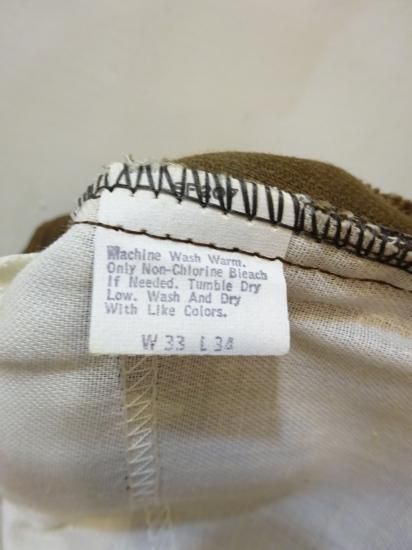 Machine Wash Warm.
Only Non-Chlorine Bleach
If Needed. Tumble Dry
Low. Wash And Dry
With Like Colors.
W 33 L 34